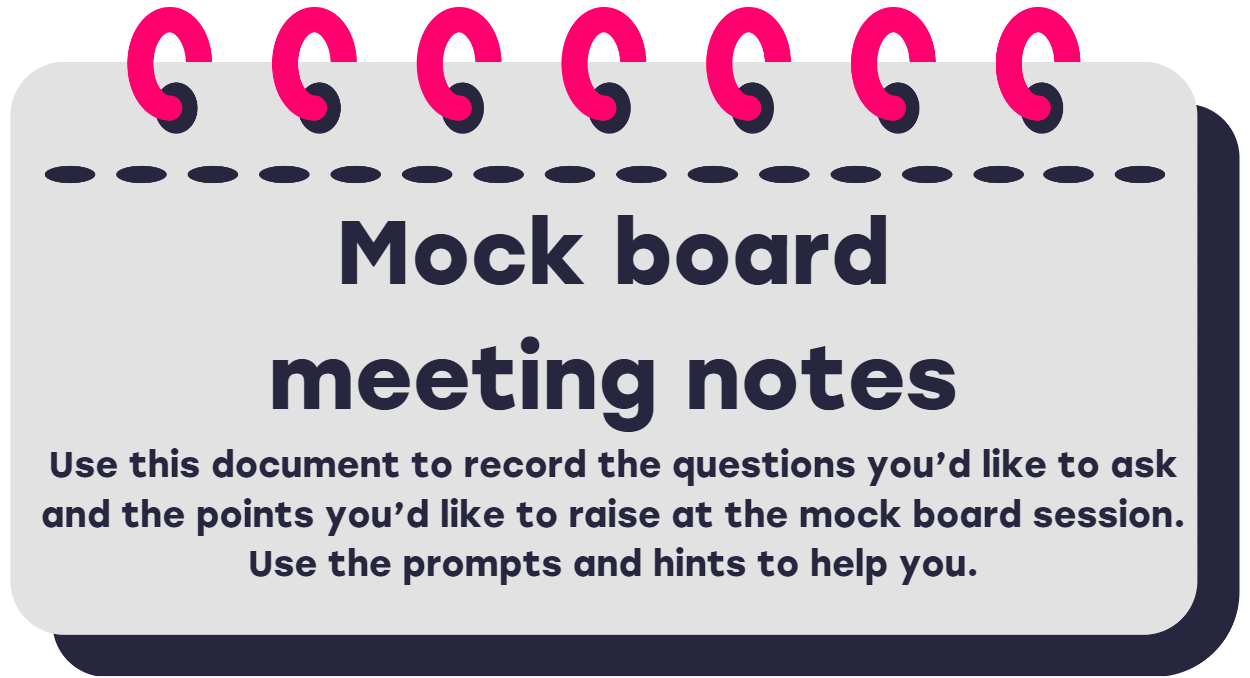 Mock board
meeting notes
Use this document to record the questions you’d like to ask
and the points you’d like to raise at the mock board session.
Use the prompts and hints to help you.